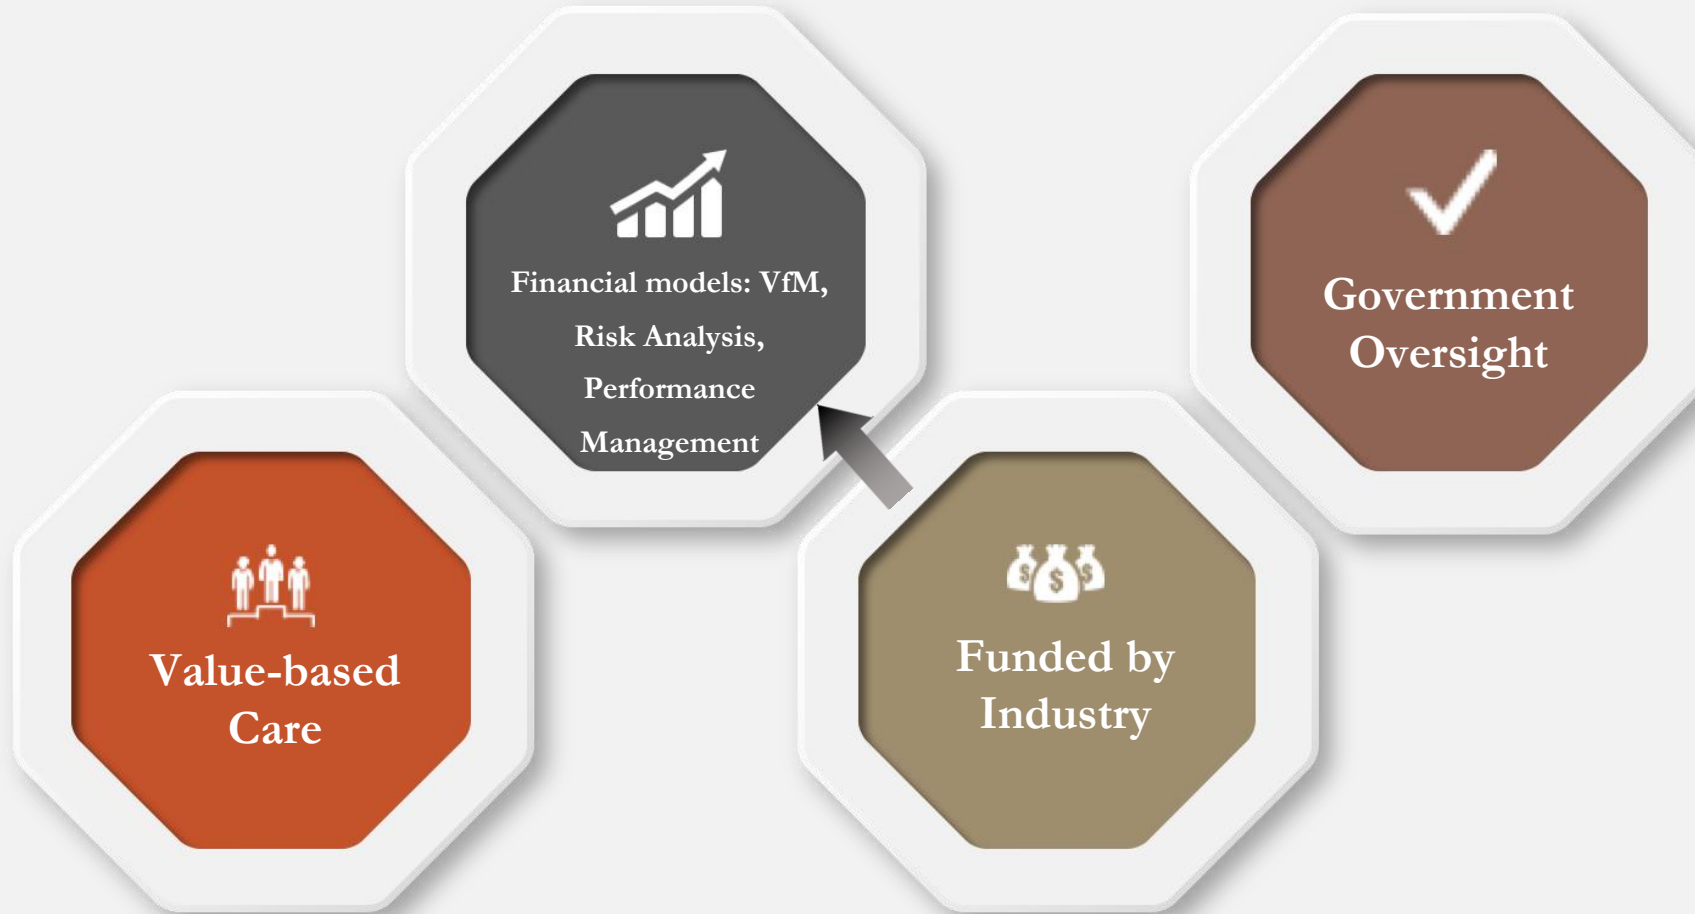 Financial models: VfM,
Risk Analysis,
Performance
Management
Government
Oversight
Value-based
Care
$ $ $
Funded by
Industry